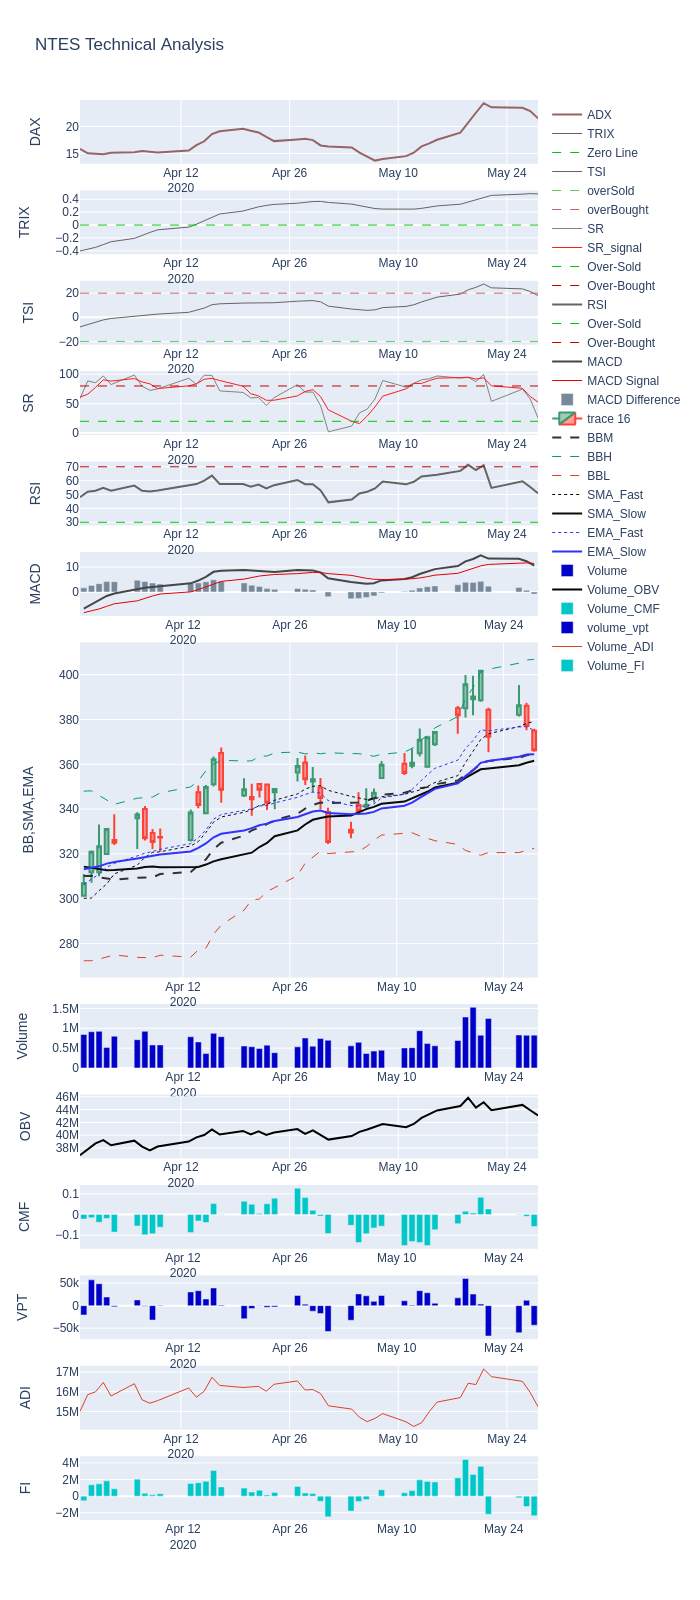 NTES Technical Analysis
DAX
20
15
Apr 12
2020
Apr 26
May 10
May 24
TRIX
0.4
0.2
0
−0.2
−0.4
Apr 12
2020
Apr 26
May 10
May 24
TSI
20
0
−20
Apr 12
2020
Apr 26
May 10
May 24
SR
100
50
0
Apr 12
2020
Apr 26
May 10
May 24
RSI
70
60
50
40
30
Apr 12
2020
Apr 26
May 10
May 24
MACD
10
0
Apr 12
2020
Apr 26
May 10
May 24
BB,SMA,EMA
400
380
360
340
320
300
280
Apr 12
2020
Apr 26
May 10
May 24
Volume
1.5M
1M
0.5M
0
Apr 12
2020
Apr 26
May 10
May 24
OBV
46M
44M
42M
40M
38M
Apr 12
2020
Apr 26
May 10
May 24
CMF
0.1
0
−0.1
Apr 12
2020
Apr 26
May 10
May 24
VPT
50k
0
−50k
Apr 12
2020
Apr 26
May 10
May 24
ADI
17M
16M
15M
Apr 12
2020
Apr 26
May 10
May 24
FI
4M
2M
0
−2M
Apr 12
2020
Apr 26
May 10
May 24
ADX
TRIX
Zero Line
TSI
overSold
overBought
SR
SR_signal
Over-Sold
Over-Bought
RSI
Over-Sold
Over-Bought
MACD
MACD Signal
MACD Difference
trace 16
BBM
BBH
BBL
SMA_Fast
SMA_Slow
EMA_Fast
EMA_Slow
Volume
Volume_OBV
Volume_CMF
volume_vpt
Volume_ADI
Volume_FI